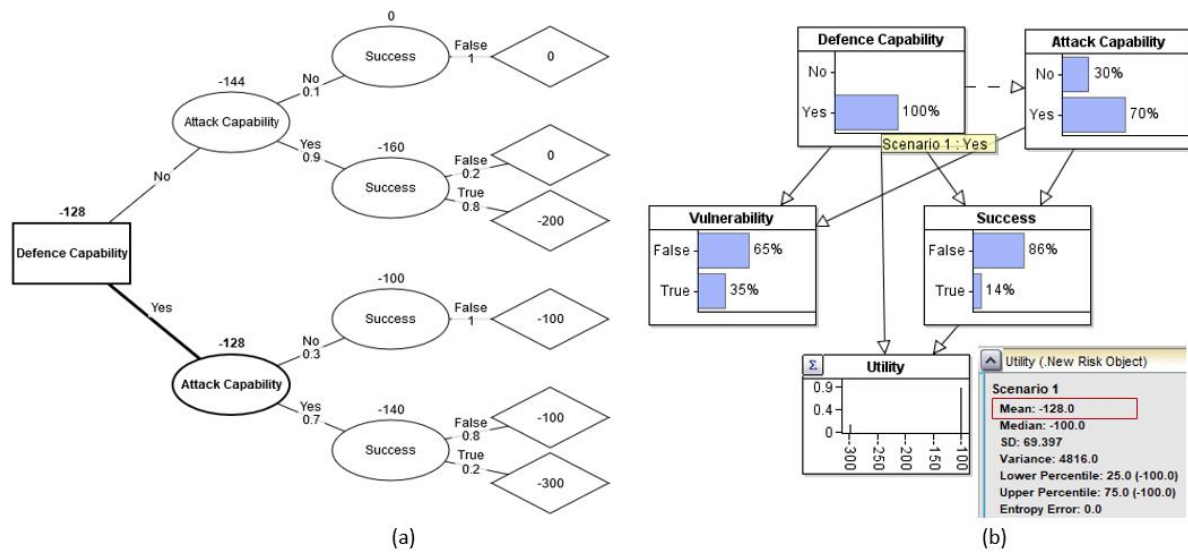 0
Success
False
1
0
No
0.1
-144
Attack Capability
Yes
0.9
-160
Success
False
0.2
0
True
0.8
-200
No
-128
Defence Capability
Yes
-128
Attack Capability
No
0.3
-100
Success
False
1
-100
Yes
0.7
-140
Success
False
0.8
-100
True
0.2
-300
(a)
Defence Capability
No
Yes
100%
Scenario 1 : Yes
Attack Capability
No
30%
Yes
70%
Vulnerability
False
65%
True
35%
Success
False
86%
True
14%
Σ
Utility
0.9
0.4
0
-300
-250
-200
-150
-100
Utility (.New Risk Object)
Scenario 1
Mean: -128.0
Median: -100.0
SD: 69.397
Variance: 4816.0
Lower Percentile: 25.0 (-100.0)
Upper Percentile: 75.0 (-100.0)
Entropy Error: 0.0
(b)